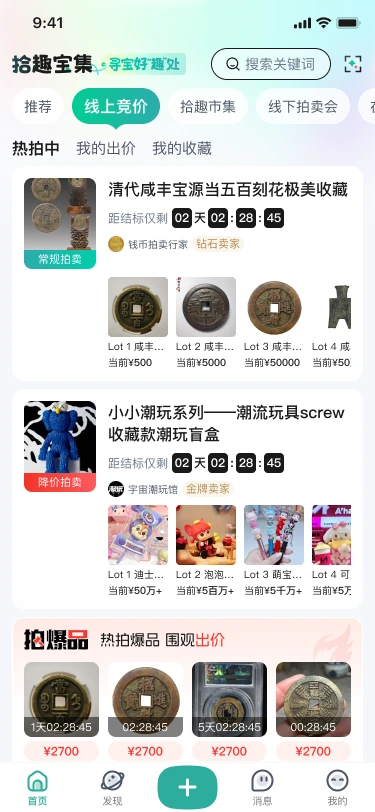 9:41
拾趣宝集
寻宝好“趣”处
搜索关键词
推荐
线上竞价
拾趣市集
线下拍卖会
热拍中
我的出价
我的收藏
清代咸丰宝源当五百刻花极美收藏
距结标仅剩 02 天 02 : 28 : 45
钱币拍卖行家 钻石卖家
常规拍卖
Lot 1 咸丰...
当前¥500
Lot 2 咸丰...
当前¥5000
Lot 3 咸丰...
当前¥50000
Lot 4 咸
当前¥50
小小潮玩系列——潮流玩具screw
收藏款潮玩盲盒
距结标仅剩 02 天 02 : 28 : 45
宇宙潮玩馆 金牌卖家
降价拍卖
Lot 1 迪士...
当前¥50万+
Lot 2 泡泡...
当前¥5百万+
Lot 3 萌宝...
当前¥5千万+
Lot 4 可
当前¥5万
拍爆品 热拍爆品 围观出价
1天02:28:45
02:28:45
5天02:28:45
00:28:45
¥2700
¥2700
¥2700
¥2700
首页
发现
消息
我的